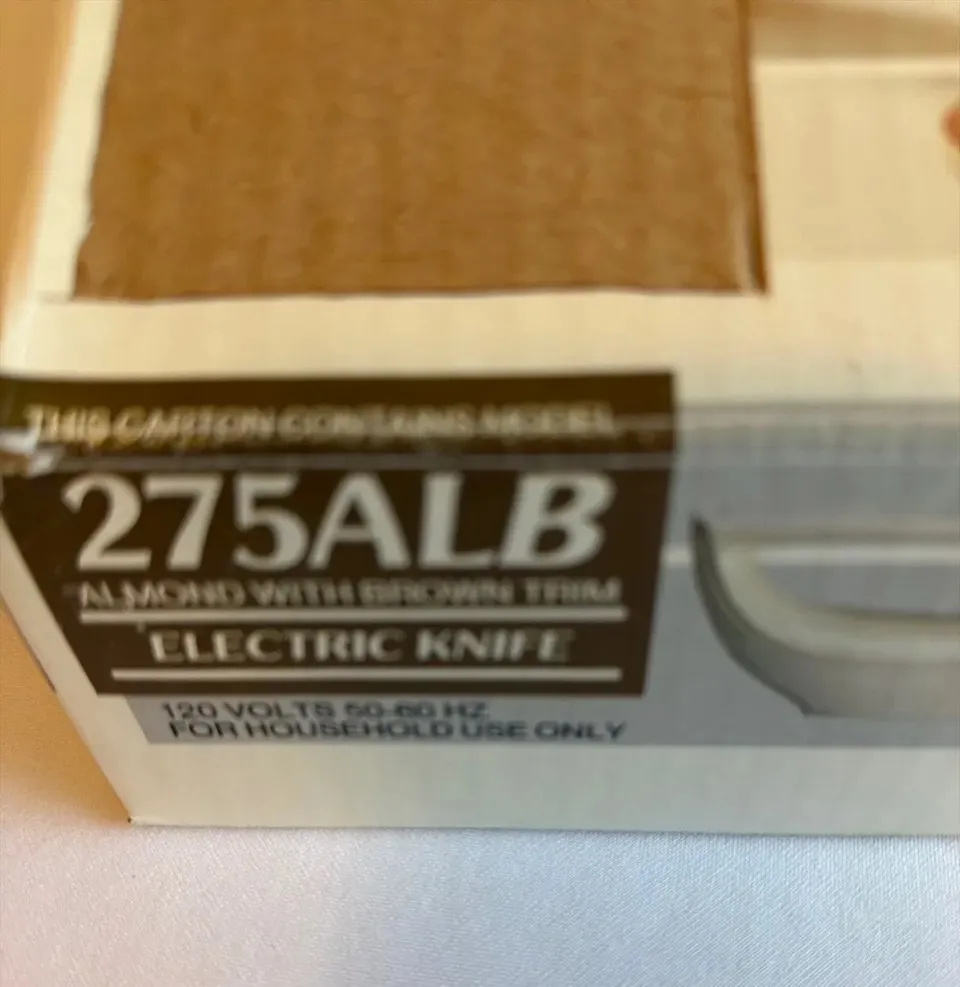 THIS CARTON CONTAINS MODEL
275ALB
ALMOND WITH BROWN TRIM
ELECTRIC KNIFE
120 VOLTS 50-60 HZ
FOR HOUSEHOLD USE ONLY